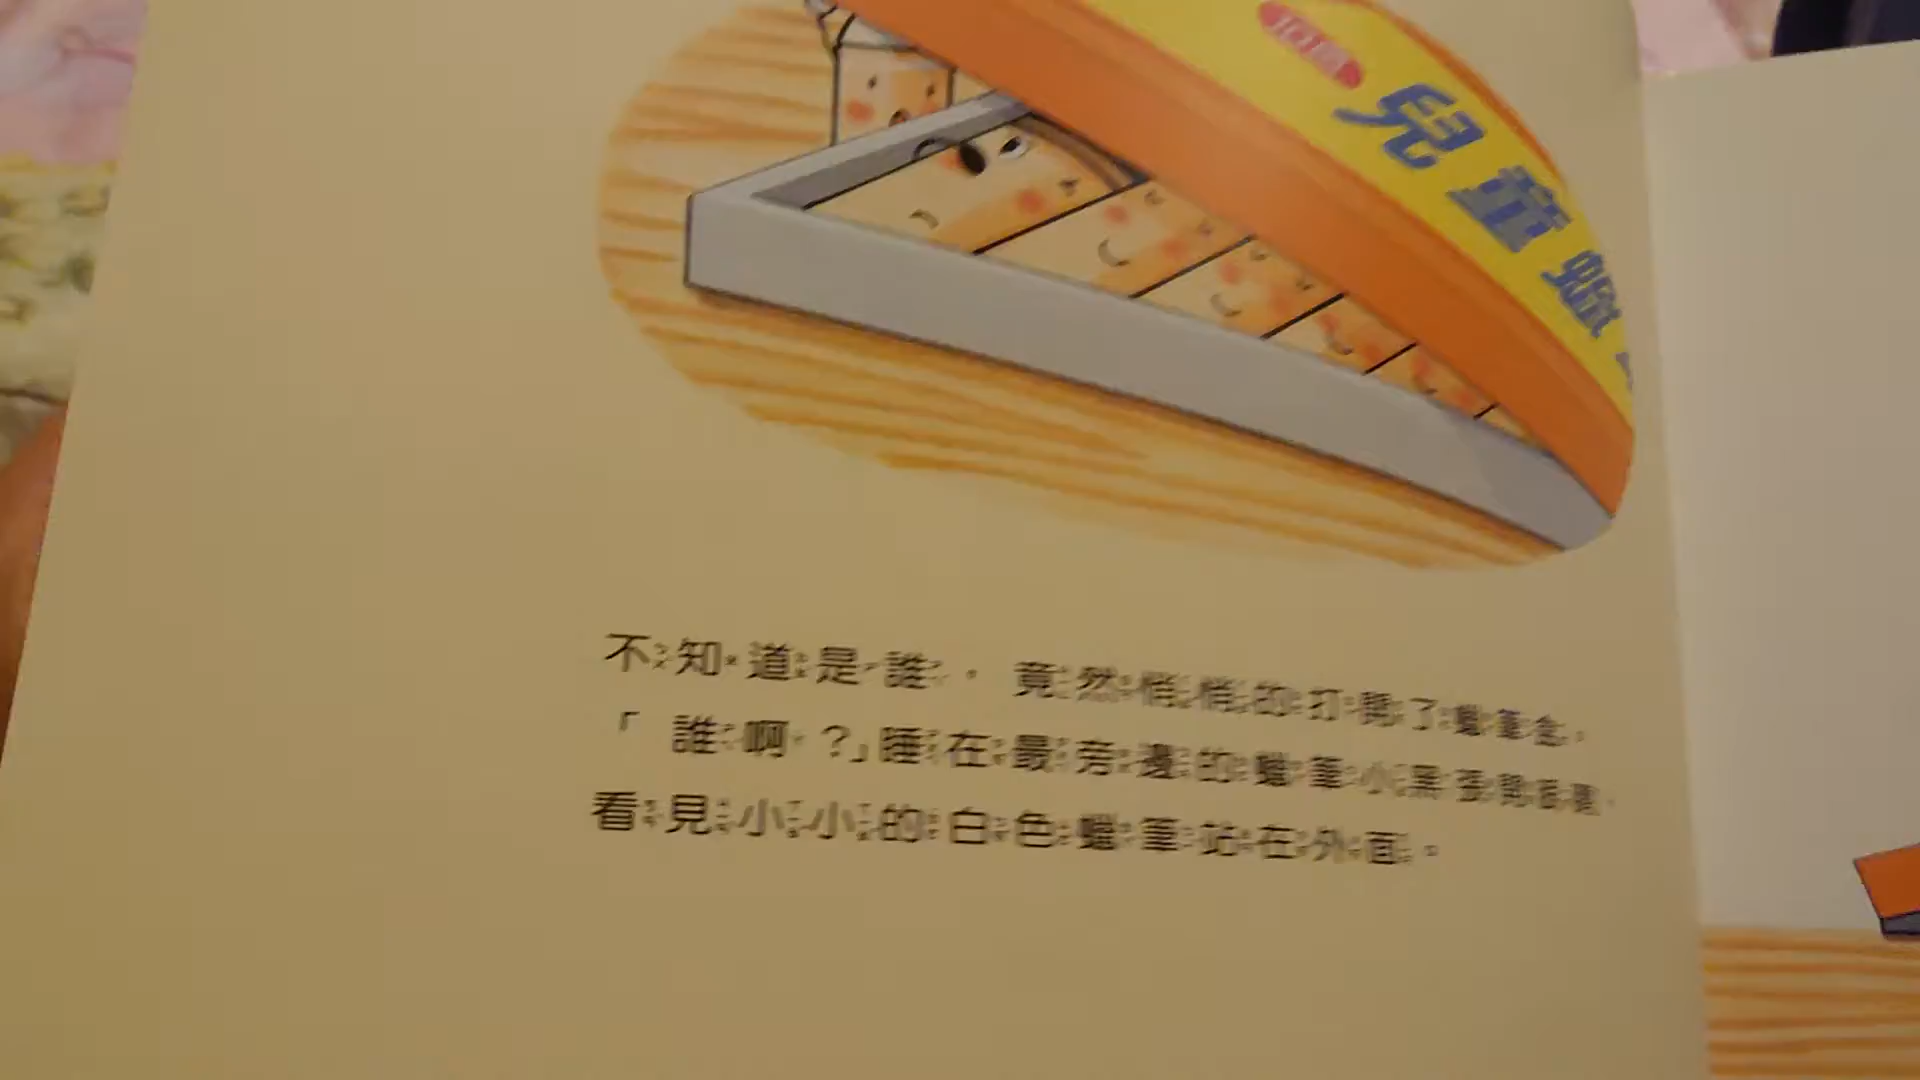 兒童蠟
不知道是誰，竟然悄悄的打開了蠟筆盒。
「誰啊？」睡在最旁邊的蠟筆小黑張開眼睛，
看見小小的白色蠟筆站在外面。